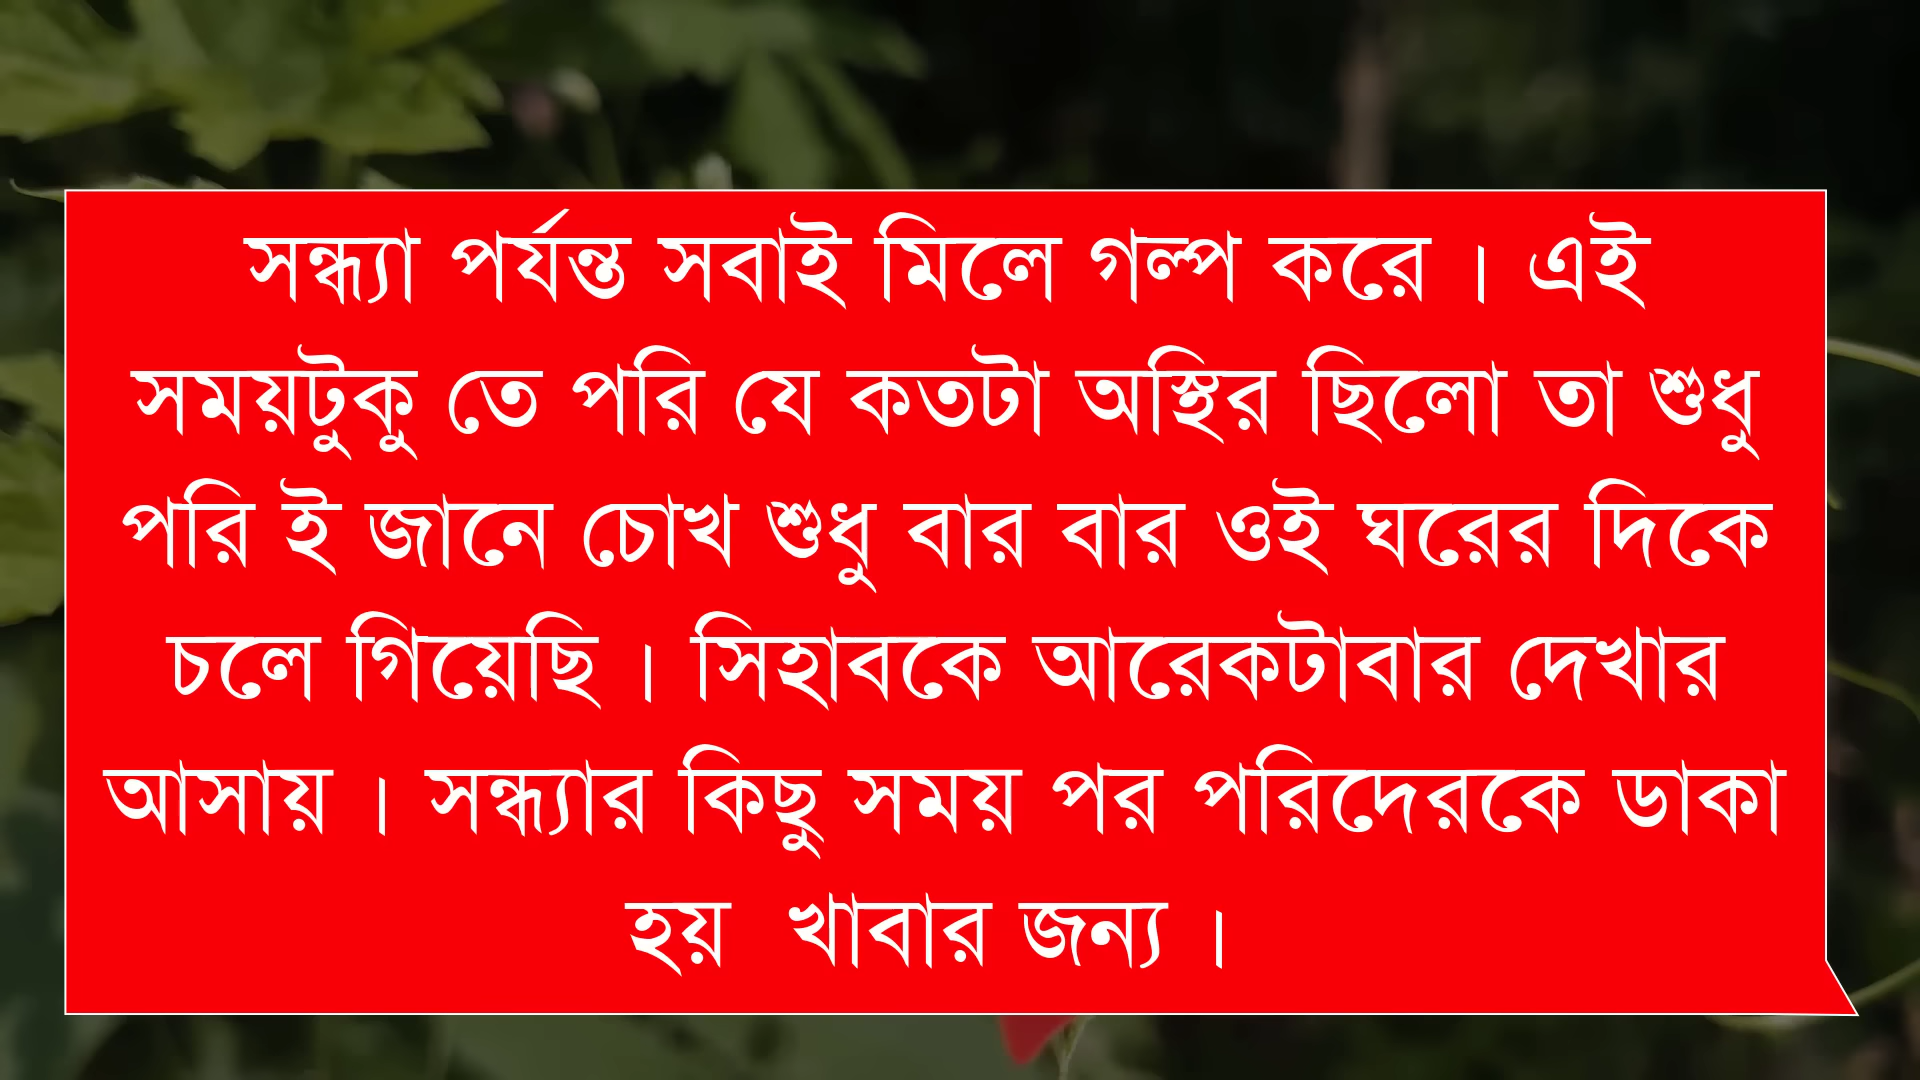 সন্ধ্যা পর্যন্ত সবাই মিলে গল্প করে । এই
সময়টুকু তে পরি যে কতটা অস্থির ছিলো তা শুধু
পরি ই জানে চোখ শুধু বার বার ওই ঘরের দিকে
চলে গিয়েছি । সিহাবকে আরেকটাবার দেখার
আসায় । সন্ধ্যার কিছু সময় পর পরিদেরকে ডাকা
হয়  খাবার জন্য ।